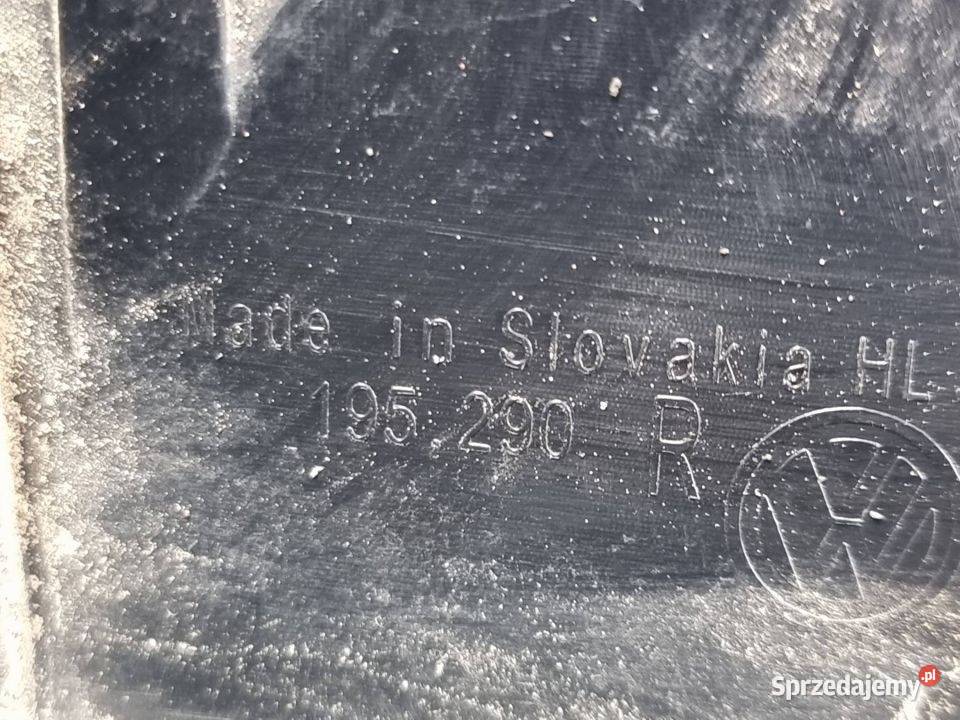 Made in Slovakia HL
195.290 R
Sprzedajemy.pl